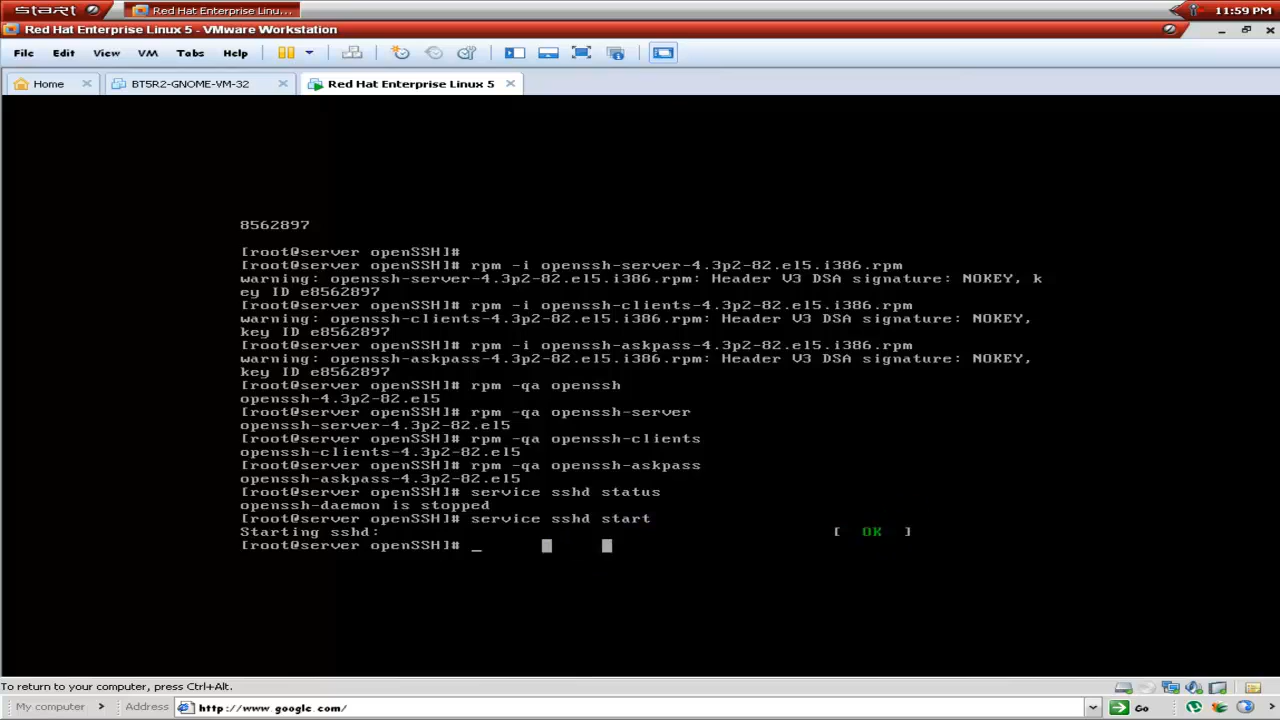 start
Red Hat Enterprise Linu...
11:59 PM
Red Hat Enterprise Linux 5 - VMware Workstation
File Edit View VM Tabs Help
Home BT5R2-GNOME-VM-32 Red Hat Enterprise Linux 5
8562897
[root@server openSSH]#
[root@server openSSH]# rpm -i openssh-server-4.3p2-82.el5.i386.rpm
warning: openssh-server-4.3p2-82.el5.i386.rpm: Header V3 DSA signature: NOKEY, k
ey ID e8562897
[root@server openSSH]# rpm -i openssh-clients-4.3p2-82.el5.i386.rpm
warning: openssh-clients-4.3p2-82.el5.i386.rpm: Header V3 DSA signature: NOKEY,
key ID e8562897
[root@server openSSH]# rpm -i openssh-askpass-4.3p2-82.el5.i386.rpm
warning: openssh-askpass-4.3p2-82.el5.i386.rpm: Header V3 DSA signature: NOKEY,
key ID e8562897
[root@server openSSH]# rpm -qa openssh
openssh-4.3p2-82.el5
[root@server openSSH]# rpm -qa openssh-server
openssh-server-4.3p2-82.el5
[root@server openSSH]# rpm -qa openssh-clients
openssh-clients-4.3p2-82.el5
[root@server openSSH]# rpm -qa openssh-askpass
openssh-askpass-4.3p2-82.el5
[root@server openSSH]# service sshd status
openssh-daemon is stopped
[root@server openSSH]# service sshd start
Starting sshd: [ OK ]
[root@server openSSH]# _
To return to your computer, press Ctrl+Alt.
My computer > Address http://www.google.com/ Go >